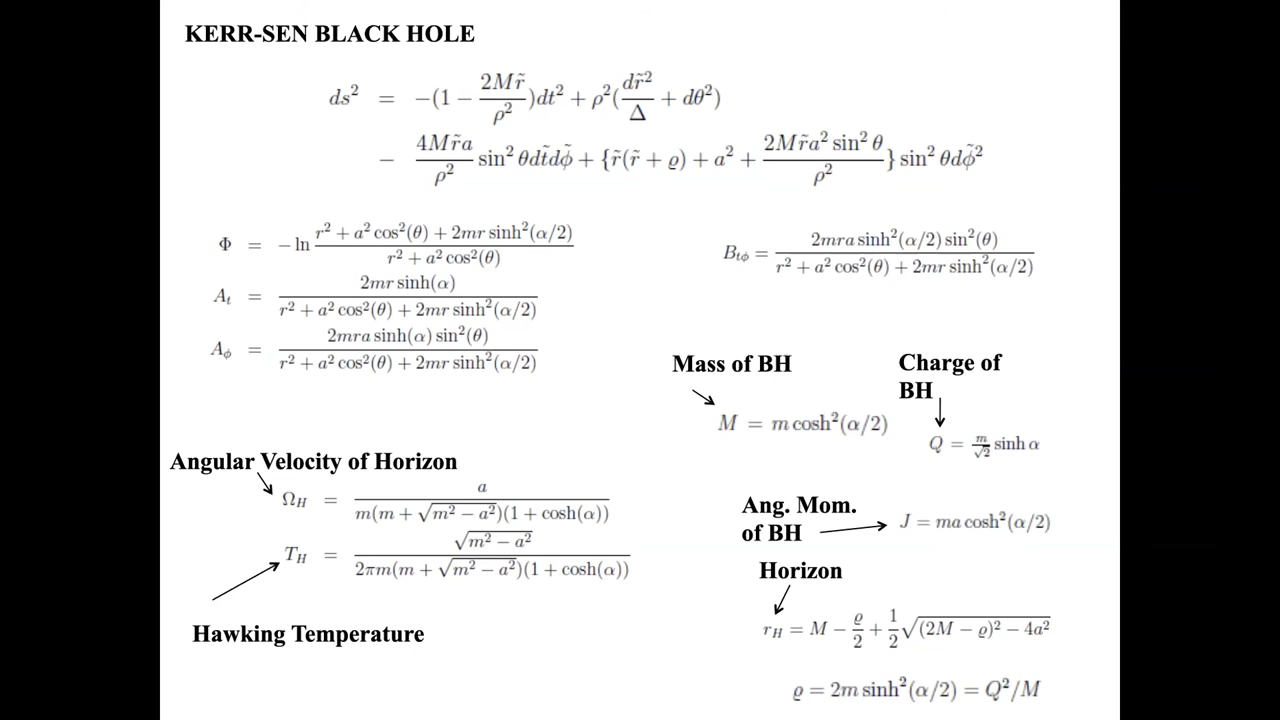 KERR-SEN BLACK HOLE
ds² = −(1 − 2Mr̃/ρ²)dt² + ρ²(dr̃²/Δ + dθ²)
− 4Mr̃a/ρ² sin² θdt̃dφ̃ + {r̃(r̃ + ϱ) + a² + 2Mr̃a² sin² θ/ρ²} sin² θdφ̃²
Φ = − ln (r² + a² cos²(θ) + 2mr sinh²(α/2))/(r² + a² cos²(θ))
B_tφ = 2mra sinh²(α/2) sin²(θ)/(r² + a² cos²(θ) + 2mr sinh²(α/2))
A_t = 2mr sinh(α)/(r² + a² cos²(θ) + 2mr sinh²(α/2))
A_φ = 2mra sinh(α) sin²(θ)/(r² + a² cos²(θ) + 2mr sinh²(α/2))
Mass of BH
M = m cosh²(α/2)
Charge of
BH
Q = m/√2 sinh α
Angular Velocity of Horizon
Ω_H = a/(m(m + √(m² − a²))(1 + cosh(α)))
T_H = √(m² − a²)/(2πm(m + √(m² − a²))(1 + cosh(α)))
Hawking Temperature
Ang. Mom.
of BH
J = ma cosh²(α/2)
Horizon
r_H = M − ϱ/2 + 1/2 √((2M − ϱ)² − 4a²)
ϱ = 2m sinh²(α/2) = Q²/M